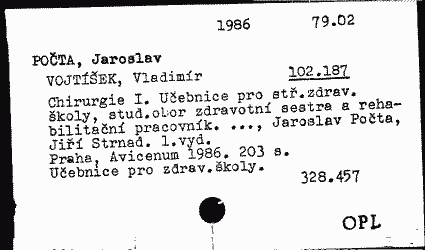 1986 79.02
POČTA, Jaroslav
VOJTÍŠEK, Vladimír 102.187
Chirurgie I. Učebnice pro stř.zdrav.
školy, stud.obor zdravotní sestra a reha-
bilitační pracovník. ..., Jaroslav Počta,
Jiří Strnad. 1.vyd.
Praha, Avicenum 1986. 203 s.
Učebnice pro zdrav.školy.
328.457
OPL